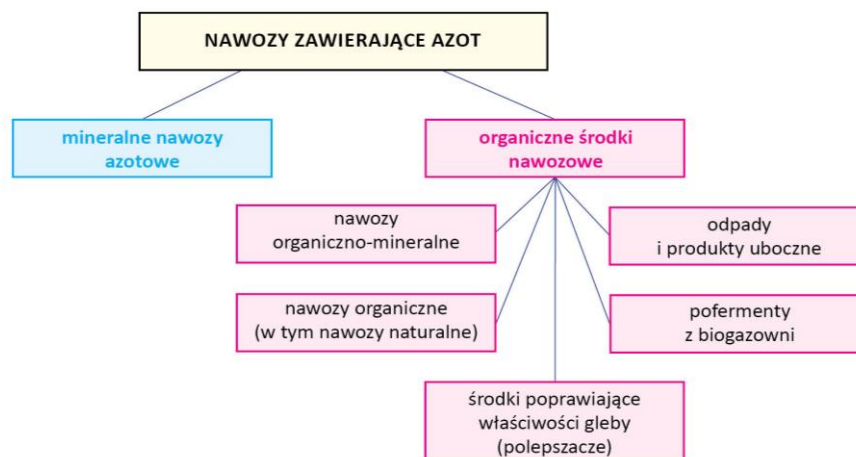 NAWOZY ZAWIERAJĄCE AZOT
mineralne nawozy
azotowe
organiczne środki
nawozowe
nawozy
organiczno-mineralne
odpady
i produkty uboczne
nawozy organiczne
(w tym nawozy naturalne)
pofermenty
z biogazowni
środki poprawiające
właściwości gleby
(polepszacze)